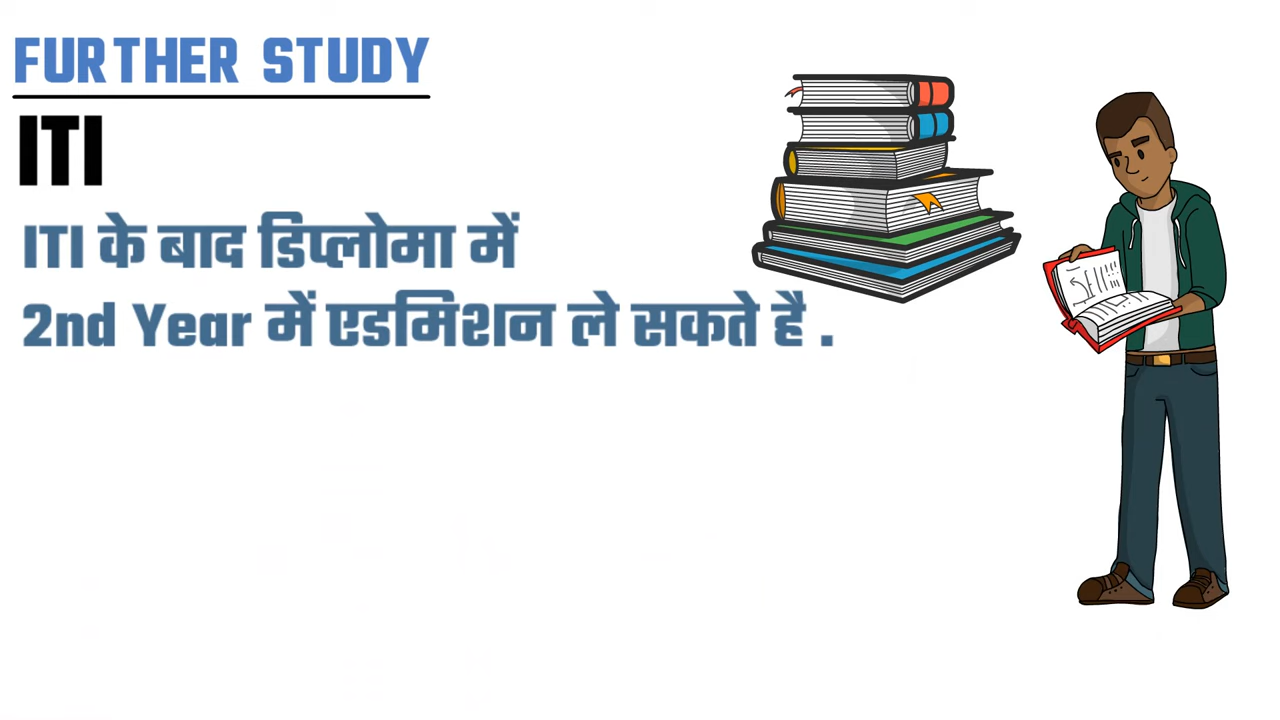 FURTHER STUDY
ITI
ITI के बाद डिप्लोमा में
2nd Year में एडमिशन ले सकते है .